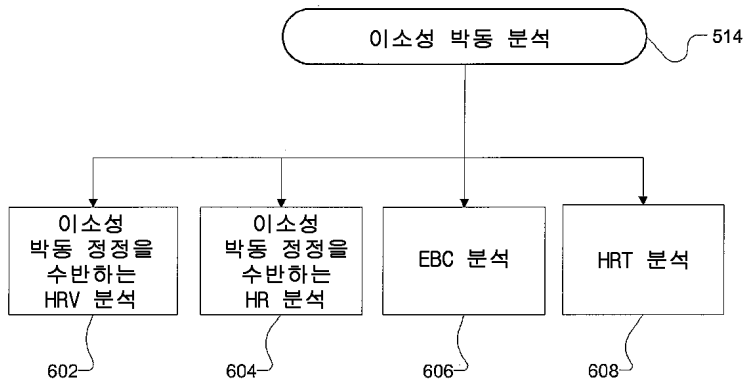 이소성 박동 분석
514
이소성
박동 정정을
수반하는
HRV 분석
이소성
박동 정정을
수반하는
HR 분석
EBC 분석
HRT 분석
602
604
606
608